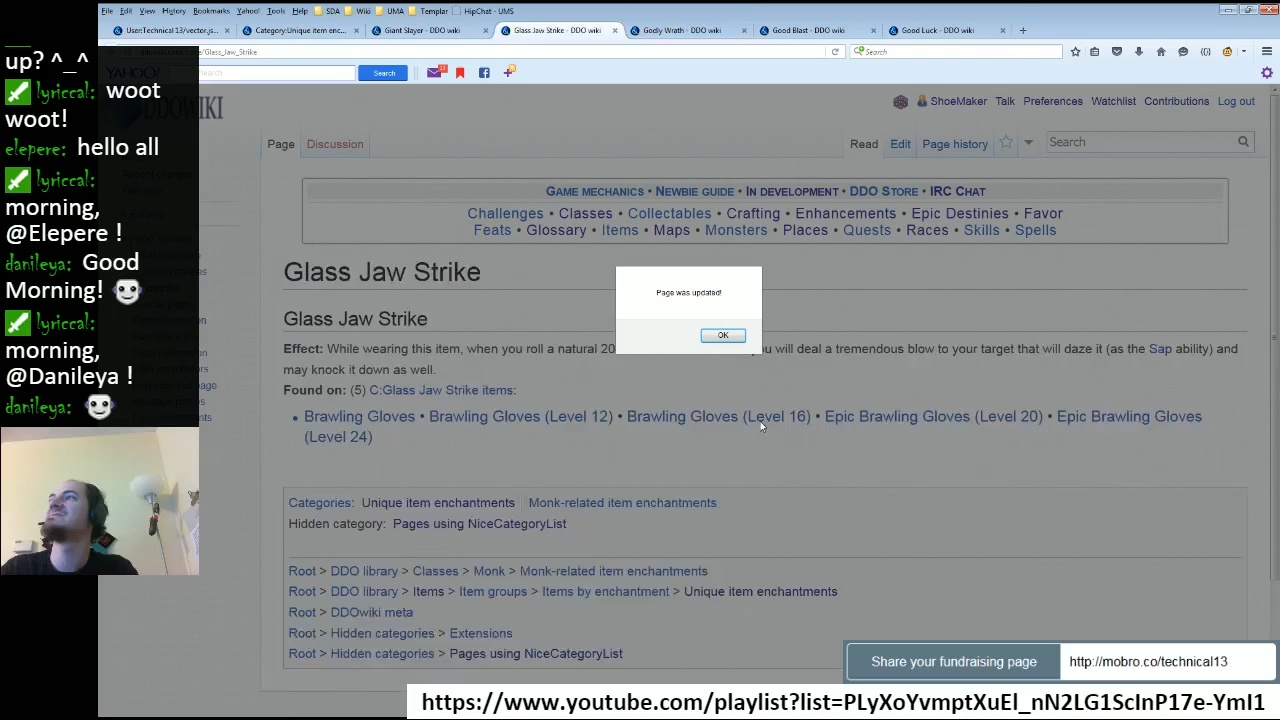 File Edit View History Bookmarks Yahoo! Tools Help SDA Wiki UMA Templar HipChat - UMS
User:Technical 13/vector.js... Category:Unique item enc... Giant Slayer - DDO wiki Glass Jaw Strike - DDO wiki Godly Wrath - DDO wiki Good Blast - DDO wiki Good Luck - DDO wiki
/Glass_Jaw_Strike
Search
Search
up? ^_^
lyriccal: woot
woot!
elepere: hello all
lyriccal:
morning,
@Elepere !
danileya: Good
Morning!
lyriccal:
morning,
@Danileya !
danileya:
DDOWIKI
ShoeMaker Talk Preferences Watchlist Contributions Log out
Page Discussion Read Edit Page history Search
GAME MECHANICS • NEWBIE GUIDE • IN DEVELOPMENT • DDO STORE • IRC CHAT
Challenges • Classes • Collectables • Crafting • Enhancements • Epic Destinies • Favor
Feats • Glossary • Items • Maps • Monsters • Places • Quests • Races • Skills • Spells
Glass Jaw Strike
Glass Jaw Strike
Page was updated!
OK
Effect: While wearing this item, when you roll a natural 20 you will deal a tremendous blow to your target that will daze it (as the Sap ability) and
may knock it down as well.
Found on: (5) C:Glass Jaw Strike items:
• Brawling Gloves • Brawling Gloves (Level 12) • Brawling Gloves (Level 16) • Epic Brawling Gloves (Level 20) • Epic Brawling Gloves
(Level 24)
Categories: Unique item enchantments Monk-related item enchantments
Hidden category: Pages using NiceCategoryList
Root > DDO library > Classes > Monk > Monk-related item enchantments
Root > DDO library > Items > Item groups > Items by enchantment > Unique item enchantments
Root > DDOwiki meta
Root > Hidden categories > Extensions
Root > Hidden categories > Pages using NiceCategoryList
Share your fundraising page http://mobro.co/technical13
https://www.youtube.com/playlist?list=PLyXoYvmptXuEl_nN2LG1ScInP17e-YmI1